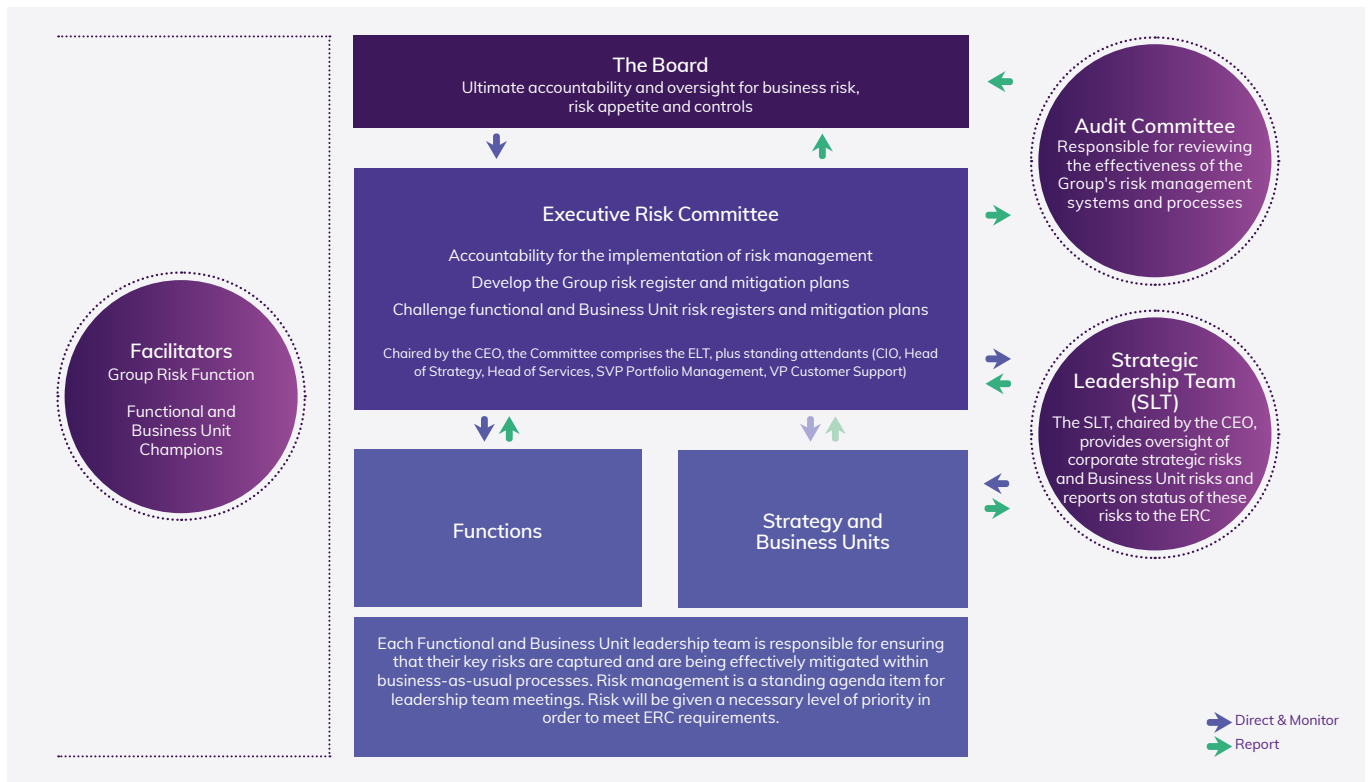 The Board
Ultimate accountability and oversight for business risk,
risk appetite and controls
Executive Risk Committee
Accountability for the implementation of risk management
Develop the Group risk register and mitigation plans
Challenge functional and Business Unit risk registers and mitigation plans
Chaired by the CEO, the Committee comprises the ELT, plus standing attendants (CIO, Head
of Strategy, Head of Services, SVP Portfolio Management, VP Customer Support)
Functions
Strategy and
Business Units
Each Functional and Business Unit leadership team is responsible for ensuring
that their key risks are captured and are being effectively mitigated within
business-as-usual processes. Risk management is a standing agenda item for
leadership team meetings. Risk will be given a necessary level of priority in
order to meet ERC requirements.
Facilitators
Group Risk Function
Functional and
Business Unit
Champions
Audit Committee
Responsible for reviewing
the effectiveness of the
Group's risk management
systems and processes
Strategic
Leadership Team
(SLT)
The SLT, chaired by the CEO,
provides oversight of
corporate strategic risks
and Business Unit risks and
reports on status of these
risks to the ERC
Direct & Monitor
Report